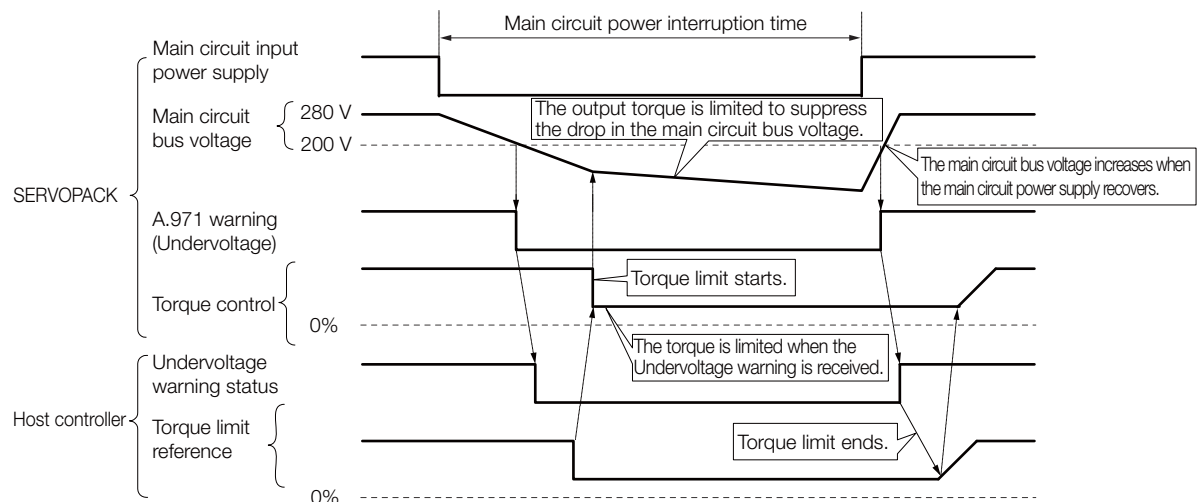 Main circuit power interruption time
Main circuit input
power supply
Main circuit
bus voltage
280 V
200 V
The output torque is limited to suppress
the drop in the main circuit bus voltage.
The main circuit bus voltage increases when
the main circuit power supply recovers.
SERVOPACK
A.971 warning
(Undervoltage)
Torque limit starts.
Torque control
0%
The torque is limited when the
Undervoltage warning is received.
Undervoltage
warning status
Host controller
Torque limit
reference
Torque limit ends.
0%